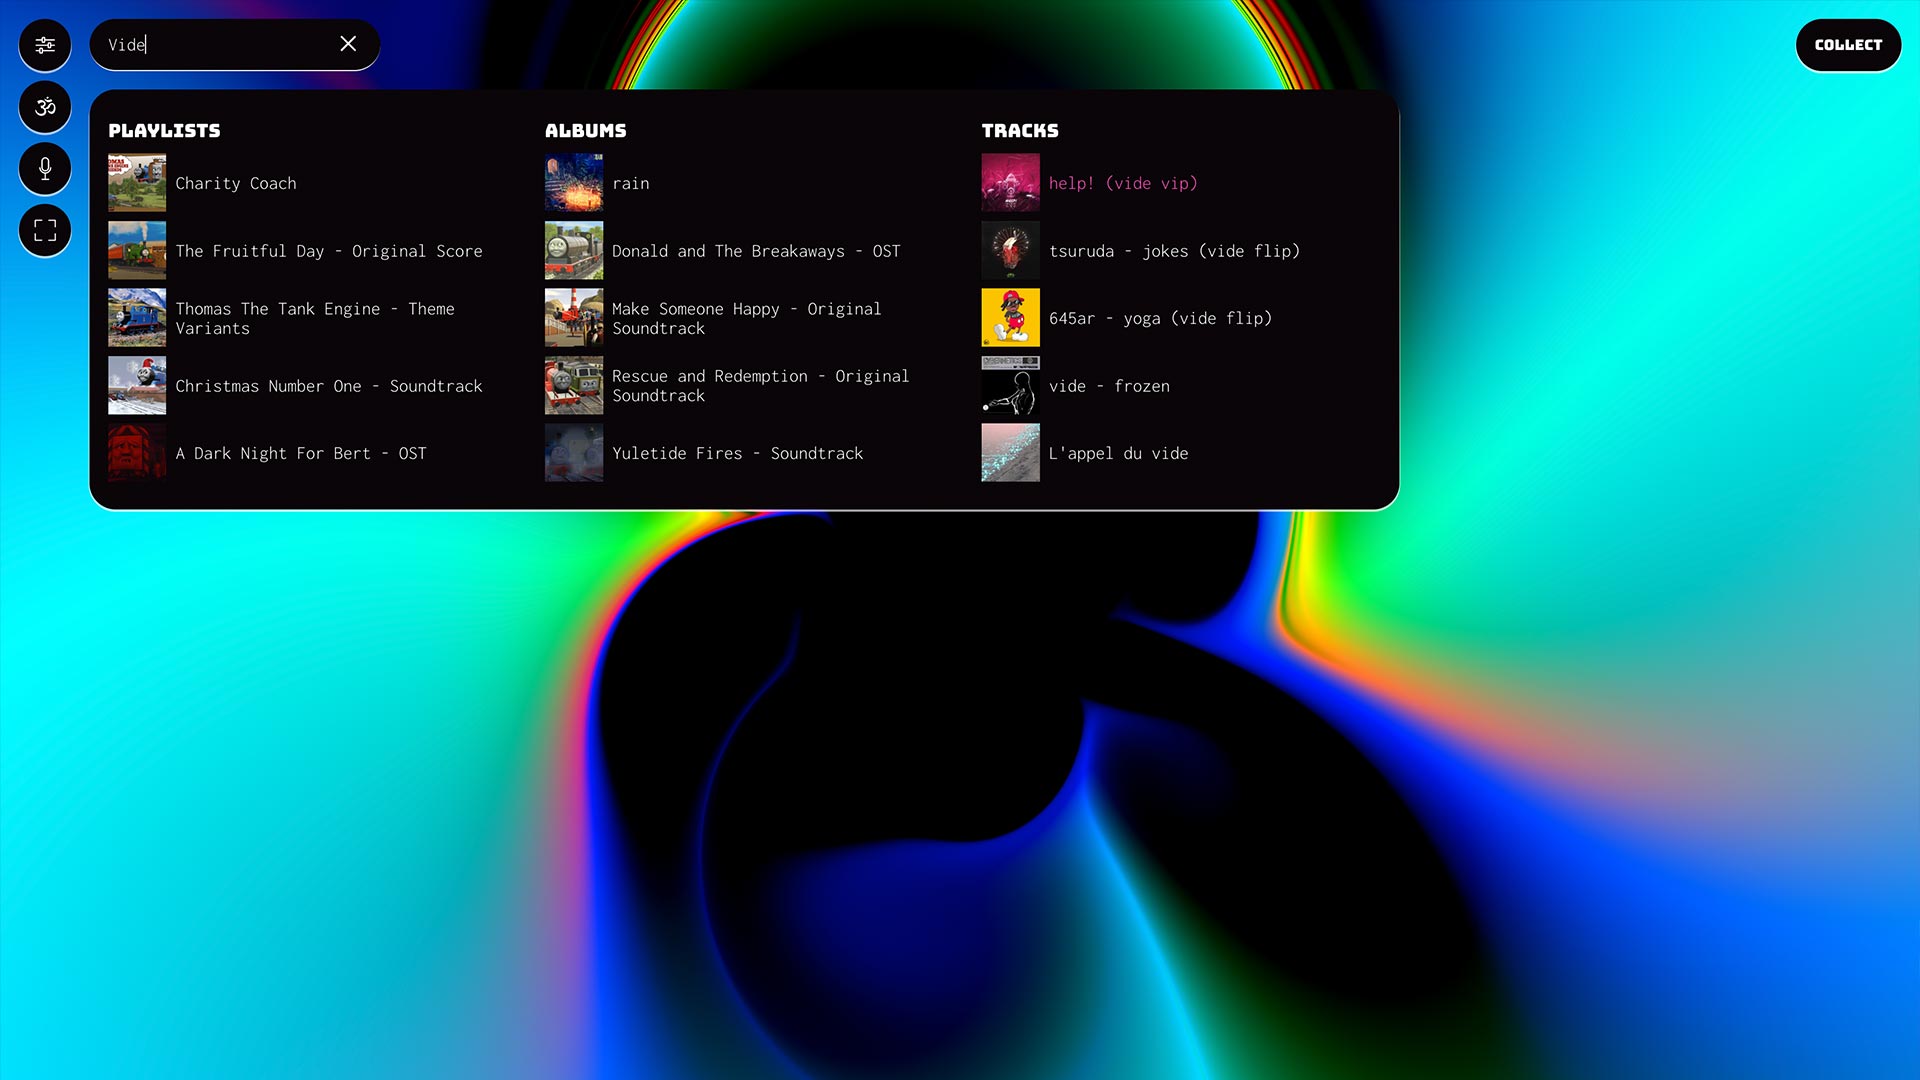 Vide
COLLECT
PLAYLISTS
Charity Coach
The Fruitful Day - Original Score
Thomas The Tank Engine - Theme
Variants
Christmas Number One - Soundtrack
A Dark Night For Bert - OST
ALBUMS
rain
Donald and The Breakaways - OST
Make Someone Happy - Original
Soundtrack
Rescue and Redemption - Original
Soundtrack
Yuletide Fires - Soundtrack
TRACKS
help! (vide vip)
tsuruda - jokes (vide flip)
645ar - yoga (vide flip)
vide - frozen
L'appel du vide